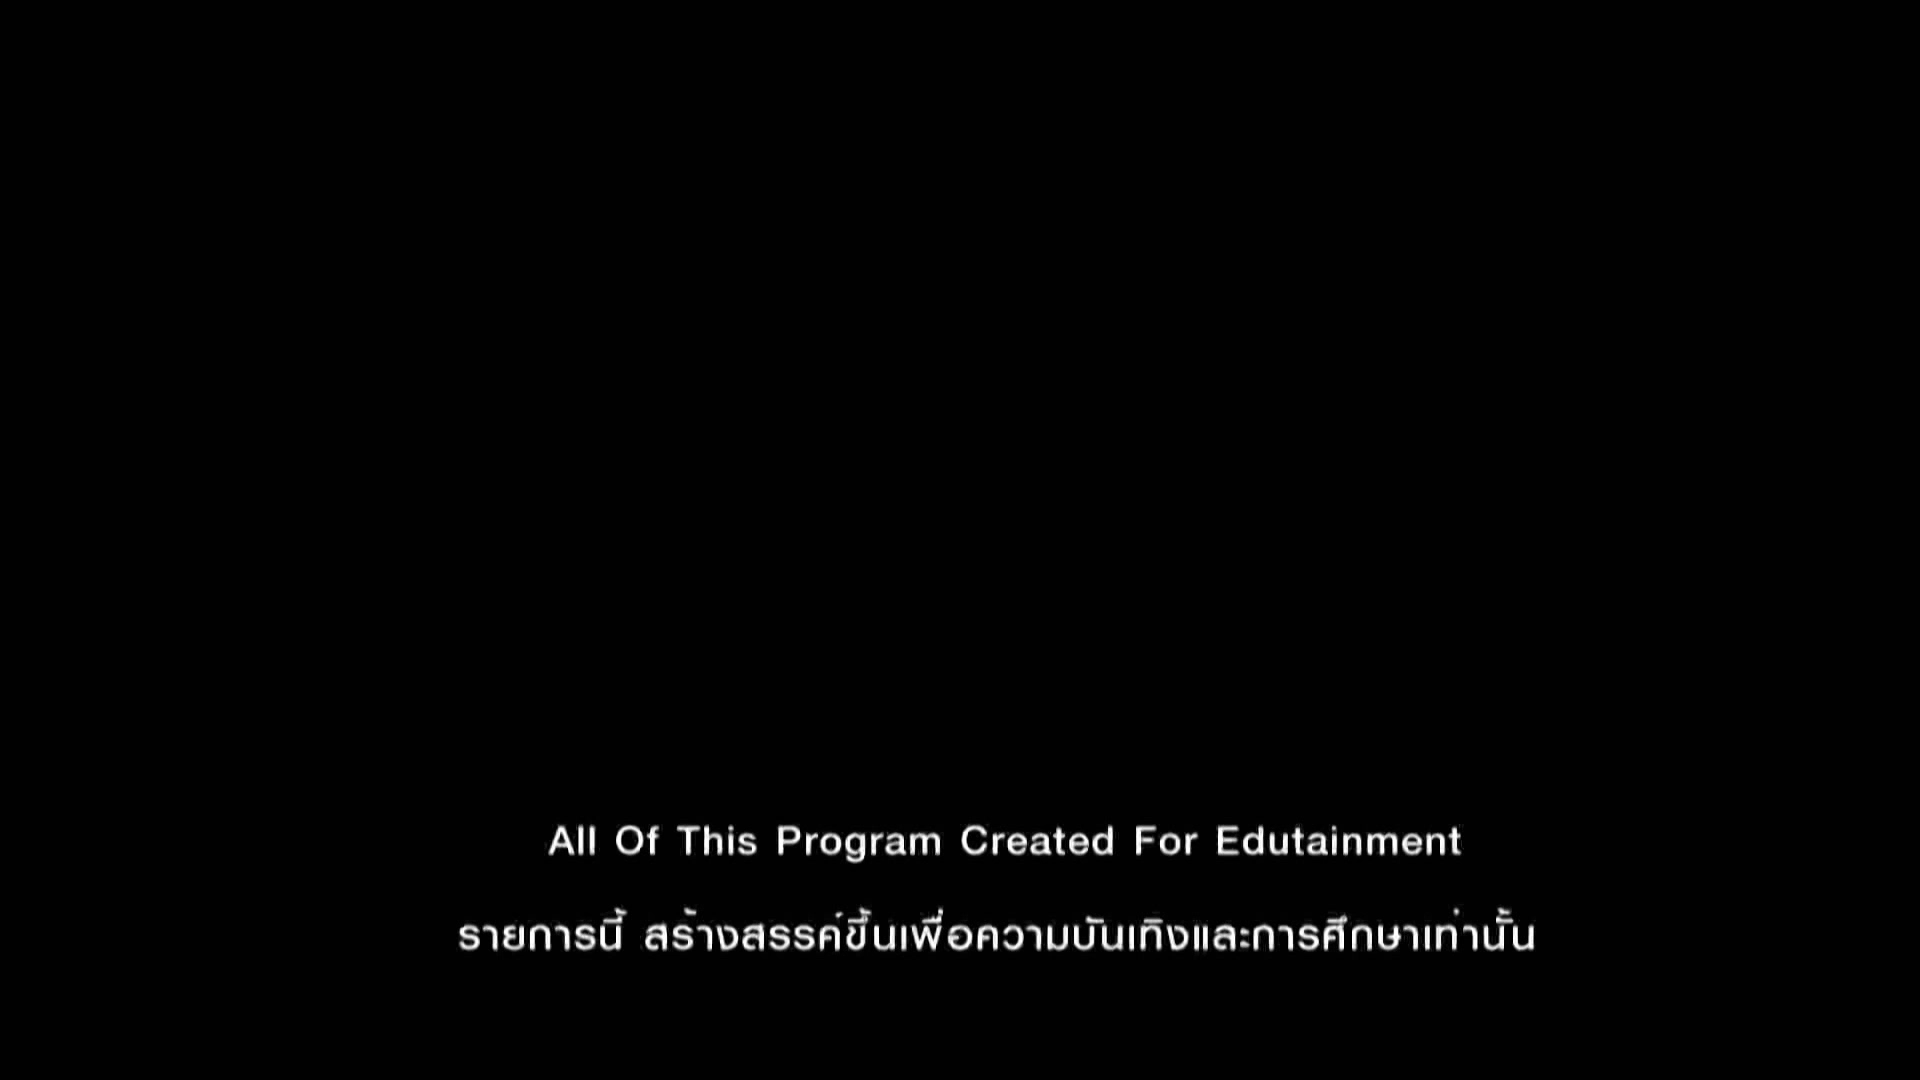 All Of This Program Created For Edutainment
รายการนี้ สร้างสรรค์ขึ้นเพื่อความบันเทิงและการศึกษาเท่านั้น